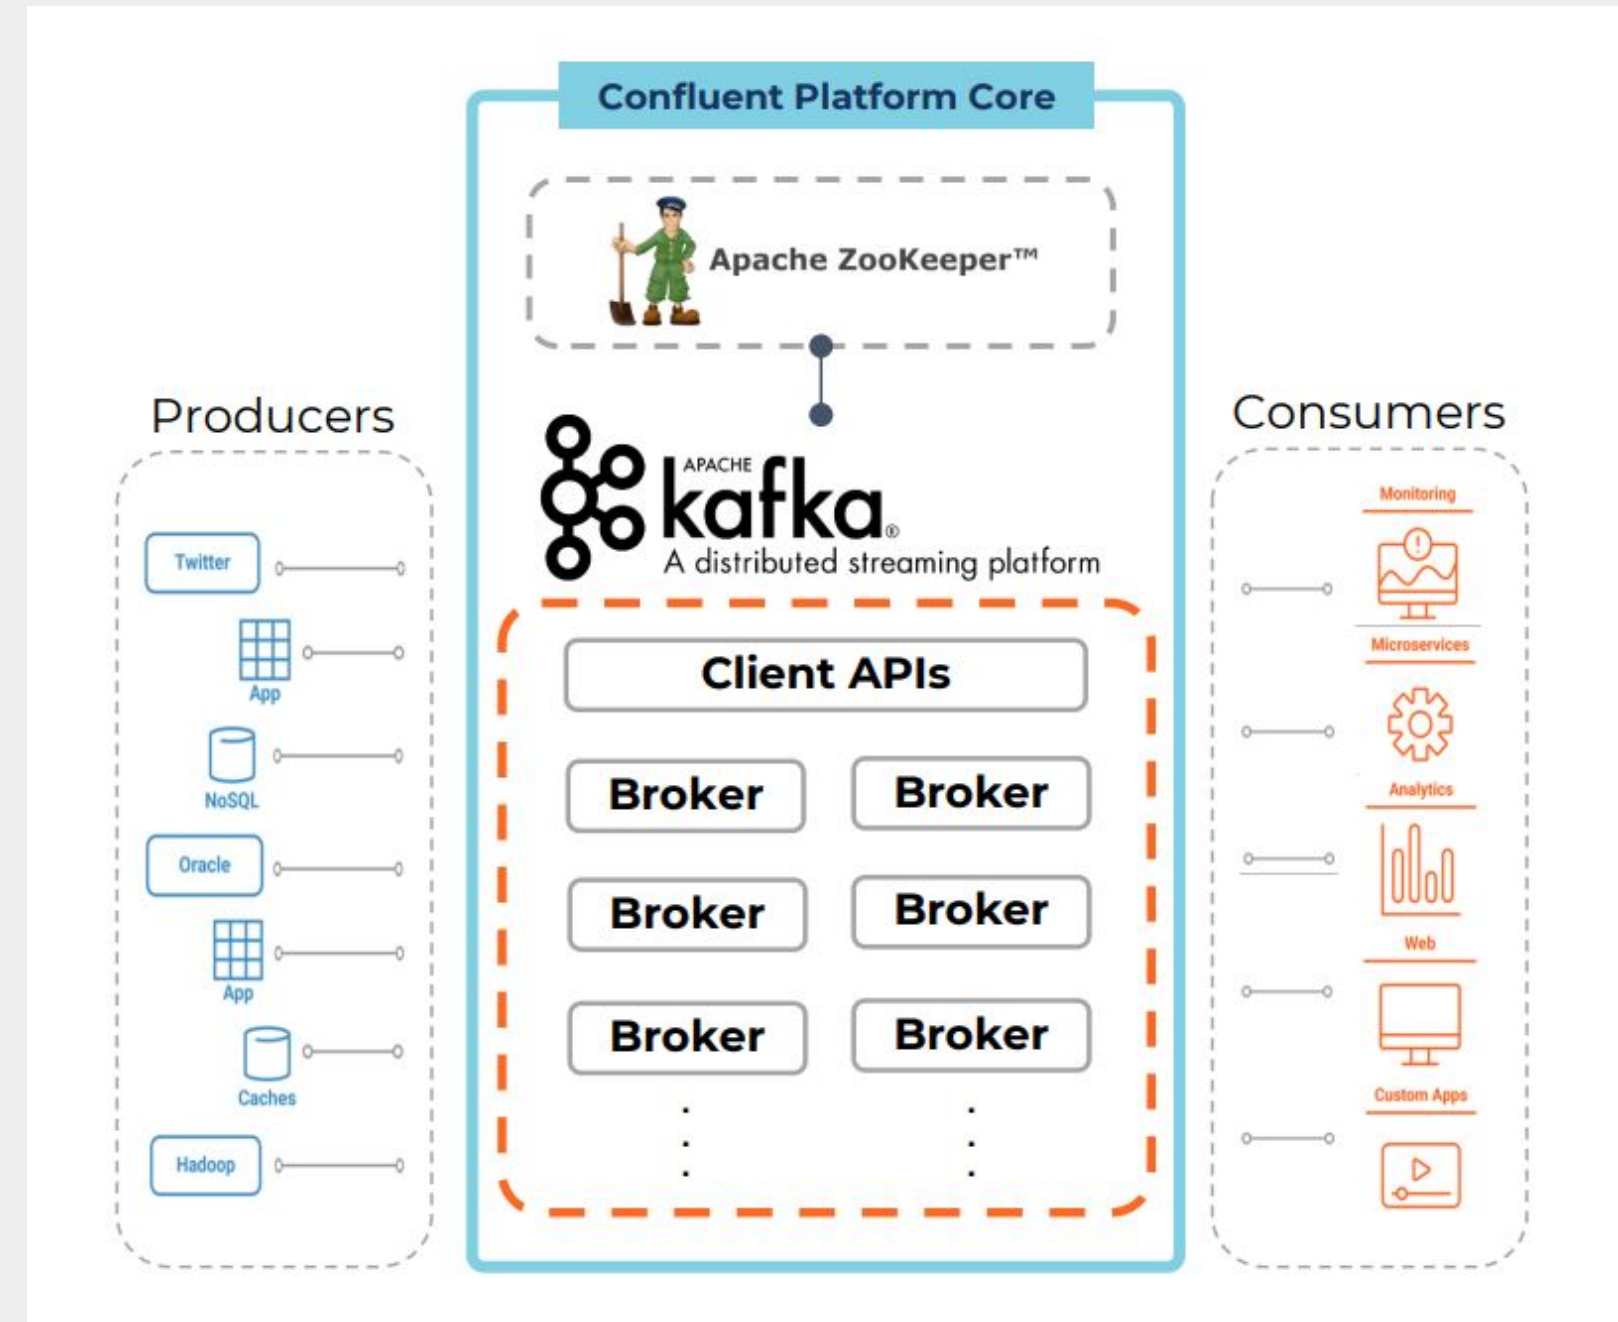 Confluent Platform Core
Apache ZooKeeper™
APACHE
kafka®
A distributed streaming platform
Client APIs
Broker
Broker
Broker
Broker
Broker
Broker
.
.
.
.
.
.
Producers
Twitter
App
NoSQL
Oracle
App
Caches
Hadoop
Consumers
Monitoring
!
Microservices
Analytics
Web
Custom Apps